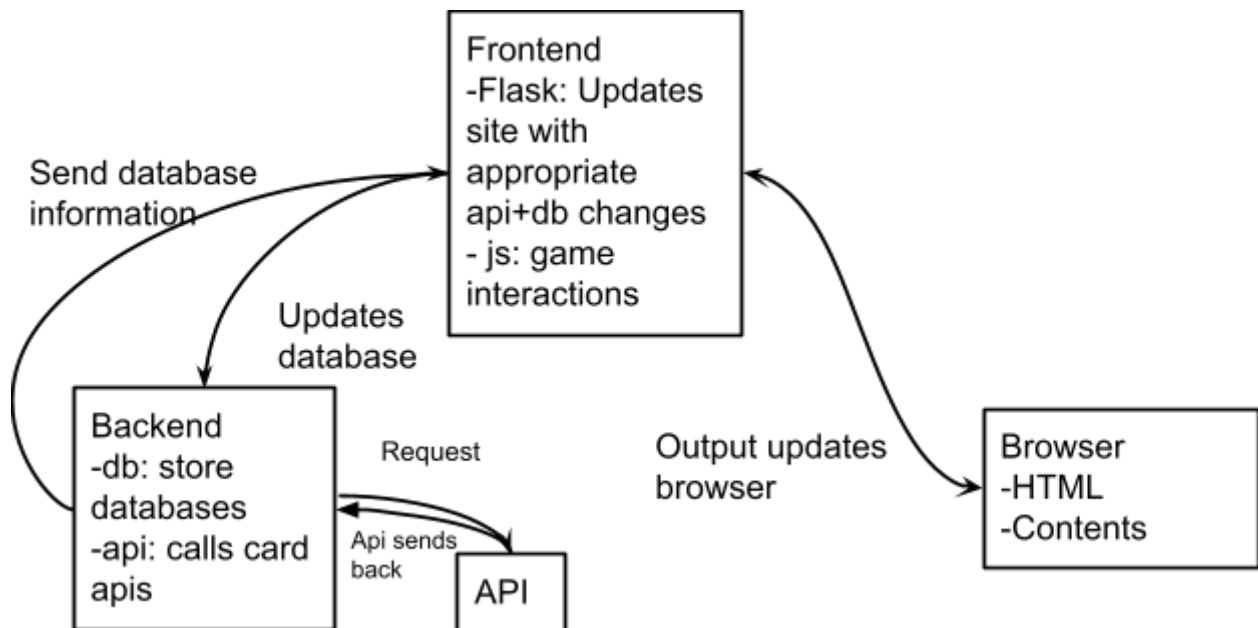 Frontend
-Flask: Updates
site with
appropriate
api+db changes
- js: game
interactions
Send database
information
Updates
database
Backend
-db: store
databases
-api: calls card
apis
Request
Api sends
back
API
Output updates
browser
Browser
-HTML
-Contents